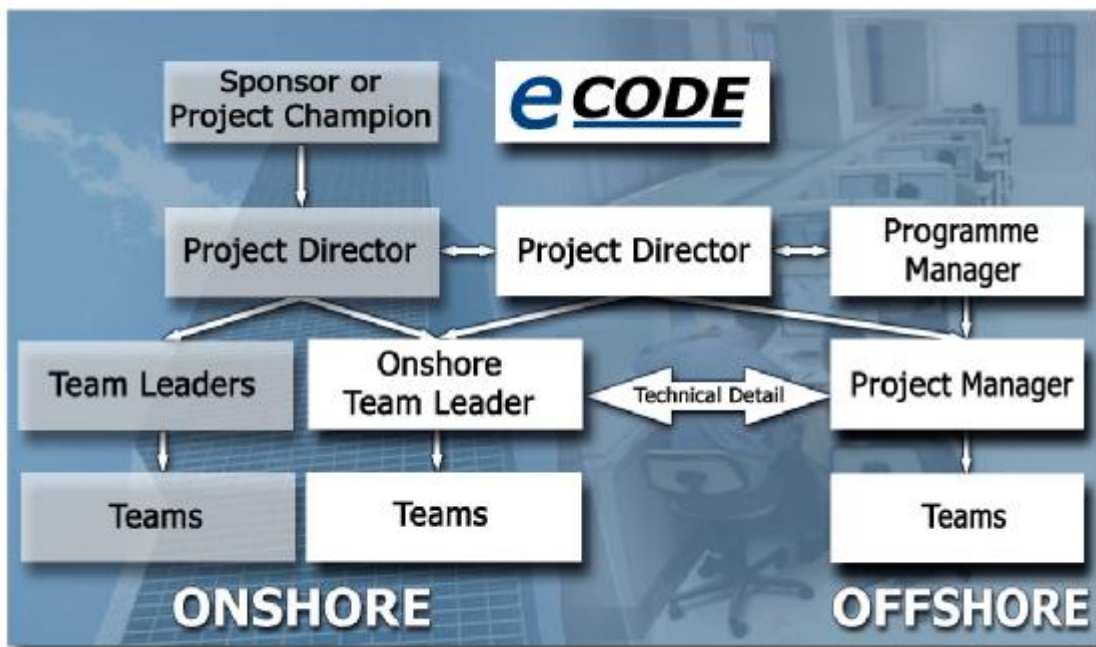 Sponsor or
Project Champion
e CODE
Project Director
Project Director
Programme
Manager
Team Leaders
Onshore
Team Leader
Technical Detail
Project Manager
Teams
Teams
Teams
ONSHORE
OFFSHORE